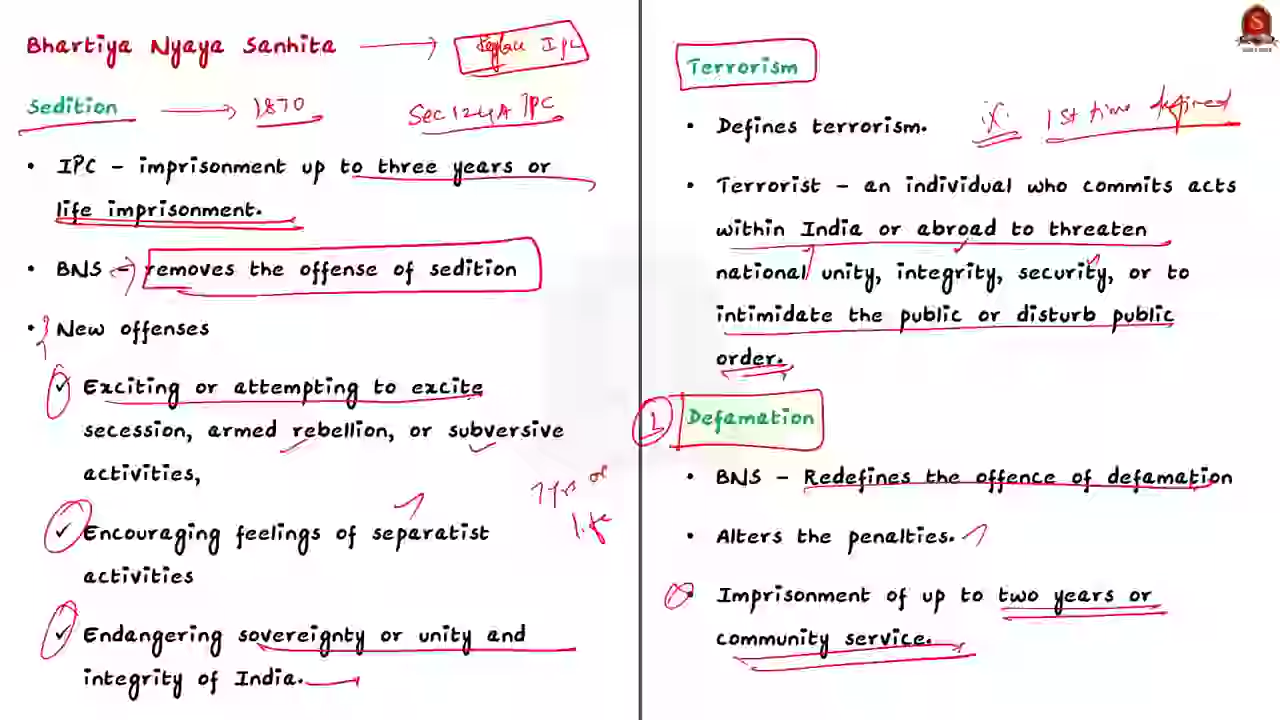 Bhartiya Nyaya Sanhita
Replace IPC
Sedition
1870
Sec 124A IPC
• IPC - imprisonment up to three years or
life imprisonment.
• BNS - removes the offense of sedition
• New offenses
✓ Exciting or attempting to excite
secession, armed rebellion, or subversive
activities,
✓ Encouraging feelings of separatist
activities
7 yrs or
life
✓ Endangering sovereignty or unity and
integrity of India.
Terrorism
• Defines terrorism.
1st time defined
• Terrorist - an individual who commits acts
within India or abroad to threaten
national unity, integrity, security, or to
intimidate the public or disturb public
order.
Defamation
• BNS - Redefines the offence of defamation
• Alters the penalties.
• Imprisonment of up to two years or
community service.